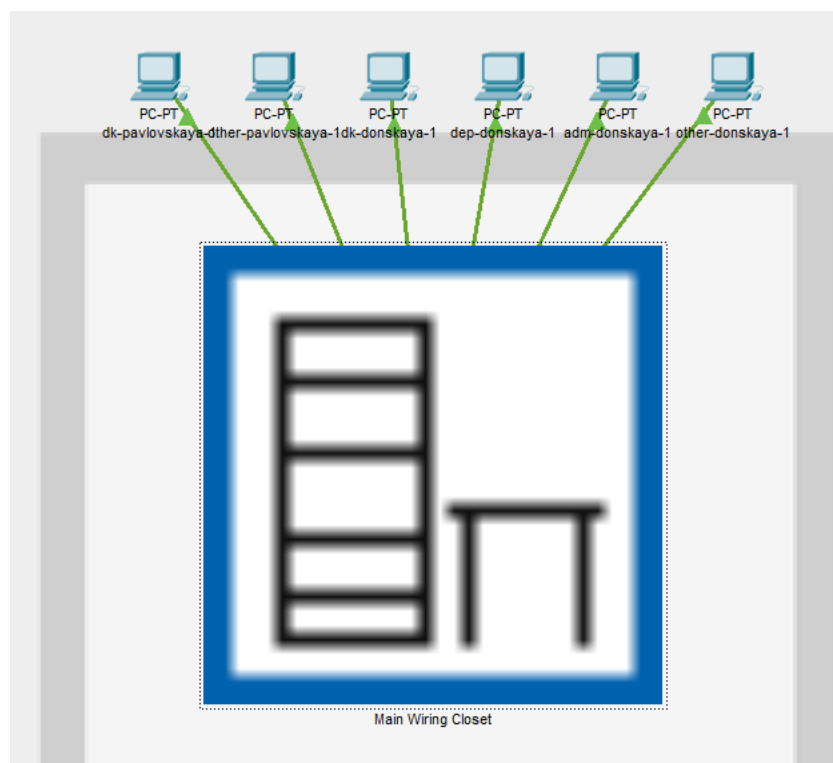 PC-PT PC-PT PC-PT PC-PT PC-PT PC-PT
dk-pavlovskaya-1 other-pavlovskaya-1 dk-donskaya-1 dep-donskaya-1 adm-donskaya-1 other-donskaya-1
Main Wiring Closet